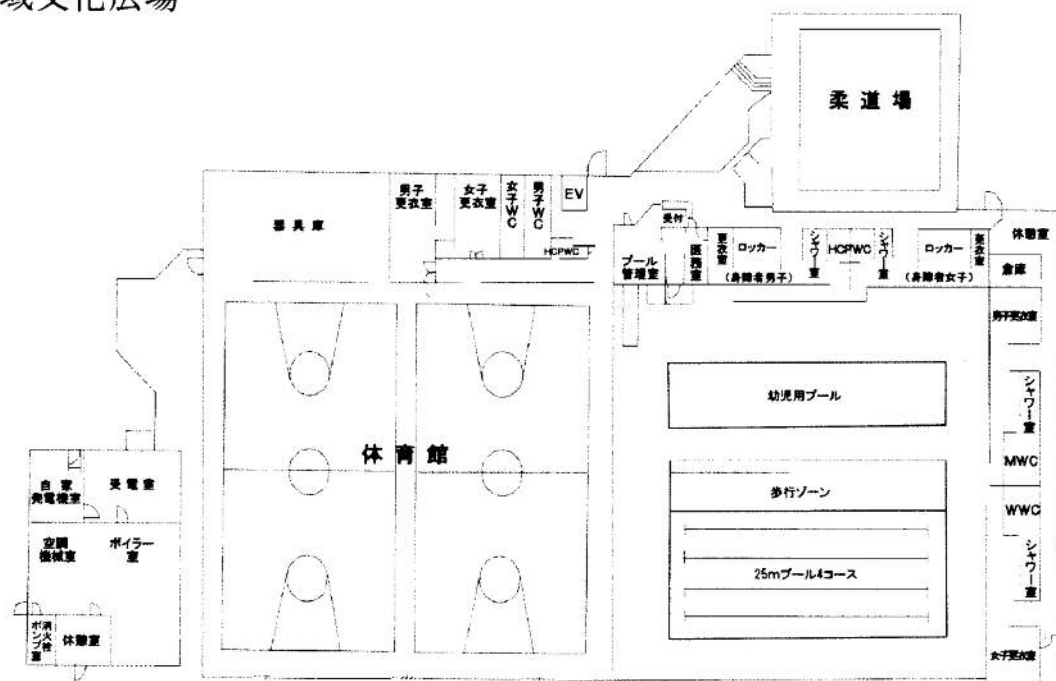 域文化広場
柔道場
器具庫
男子
更衣室
女子
更衣室
女子WC
男子WC
EV
HCPWC
受付
プール
管理室
医務室
更衣室
ロッカー
(身障者男子)
シャワー室
HCPWC
シャワー室
ロッカー
(身障者女子)
更衣室
休憩室
倉庫
男子更衣室
シャワー室
MWC
WWC
シャワー室
女子更衣室
幼児用プール
歩行ゾーン
25mプール4コース
体育館
自家
発電機室
受電室
空調
機械室
ボイラー
室
消火栓
ポンプ室
休憩室